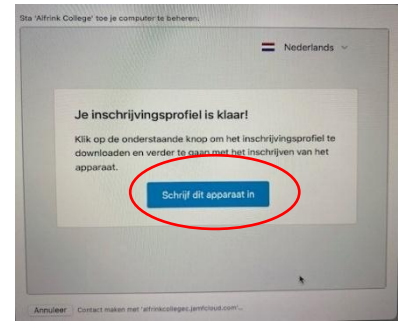 Sta 'Alfrink College' toe je computer te beheren:
Nederlands
Je inschrijvingsprofiel is klaar!
Klik op de onderstaande knop om het inschrijvingsprofiel te
downloaden en verder te gaan met het inschrijven van het
apparaat.
Schrijf dit apparaat in
Annuleer Contact maken met 'alfrinkcolleges.jamfcloud.com'...